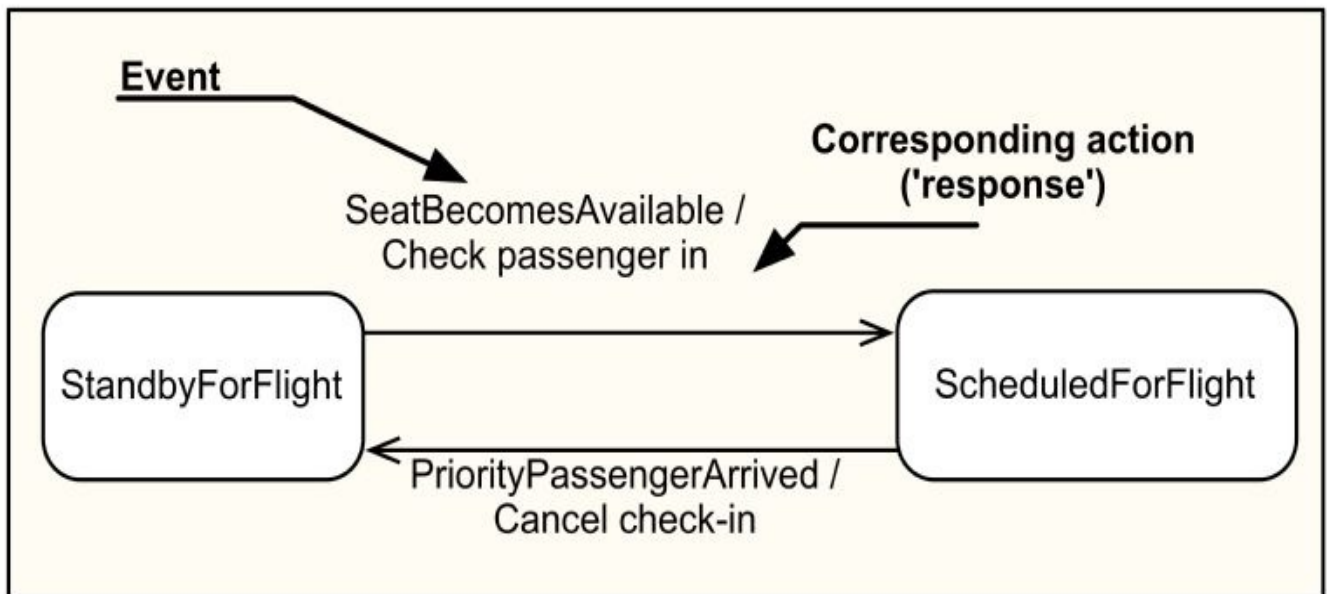 Event
Corresponding action
('response')
SeatBecomesAvailable /
Check passenger in
StandbyForFlight
ScheduledForFlight
PriorityPassengerArrived /
Cancel check-in